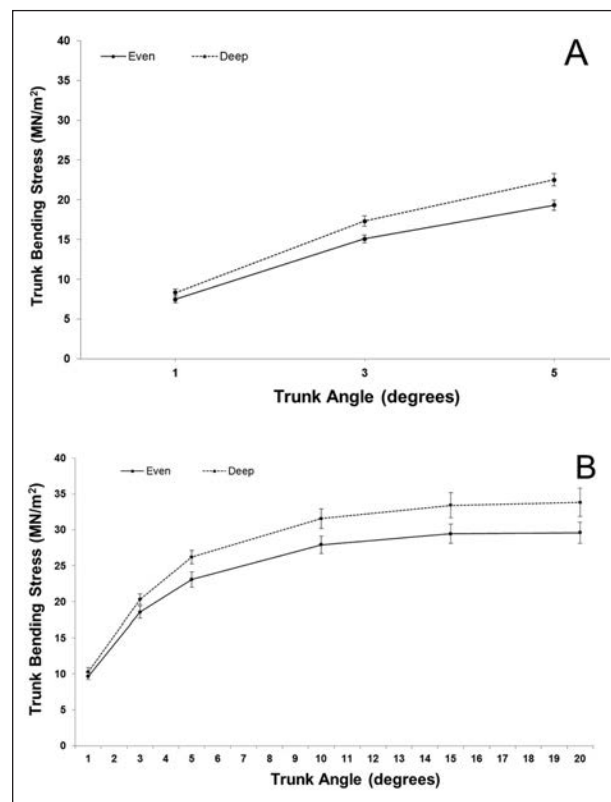 40
Even
Deep
A
35
30
25
20
15
10
5
0
Trunk Bending Stress (MN/m²)
1 3 5
Trunk Angle (degrees)
40
Even
Deep
B
35
30
25
20
15
10
5
0
Trunk Bending Stress (MN/m²)
1 2 3 4 5 6 7 8 9 10 11 12 13 14 15 16 17 18 19 20
Trunk Angle (degrees)